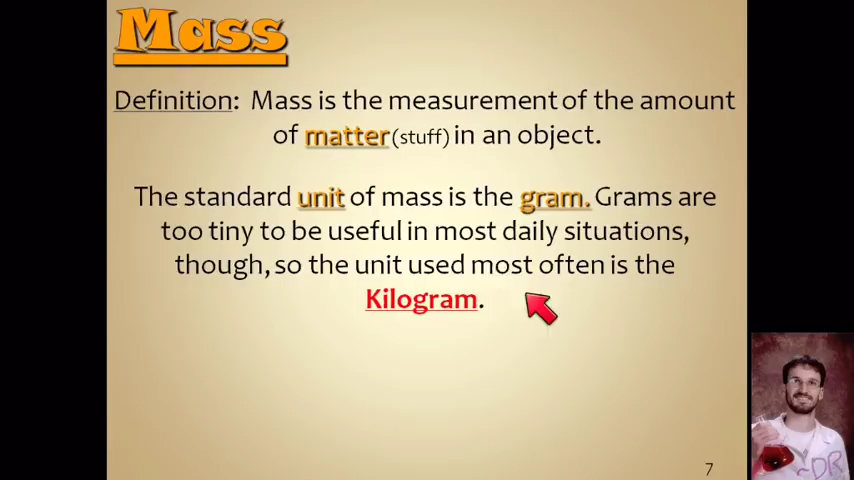 Mass
Definition: Mass is the measurement of the amount
of matter (stuff) in an object.
The standard unit of mass is the gram. Grams are
too tiny to be useful in most daily situations,
though, so the unit used most often is the
Kilogram.
7
~DR